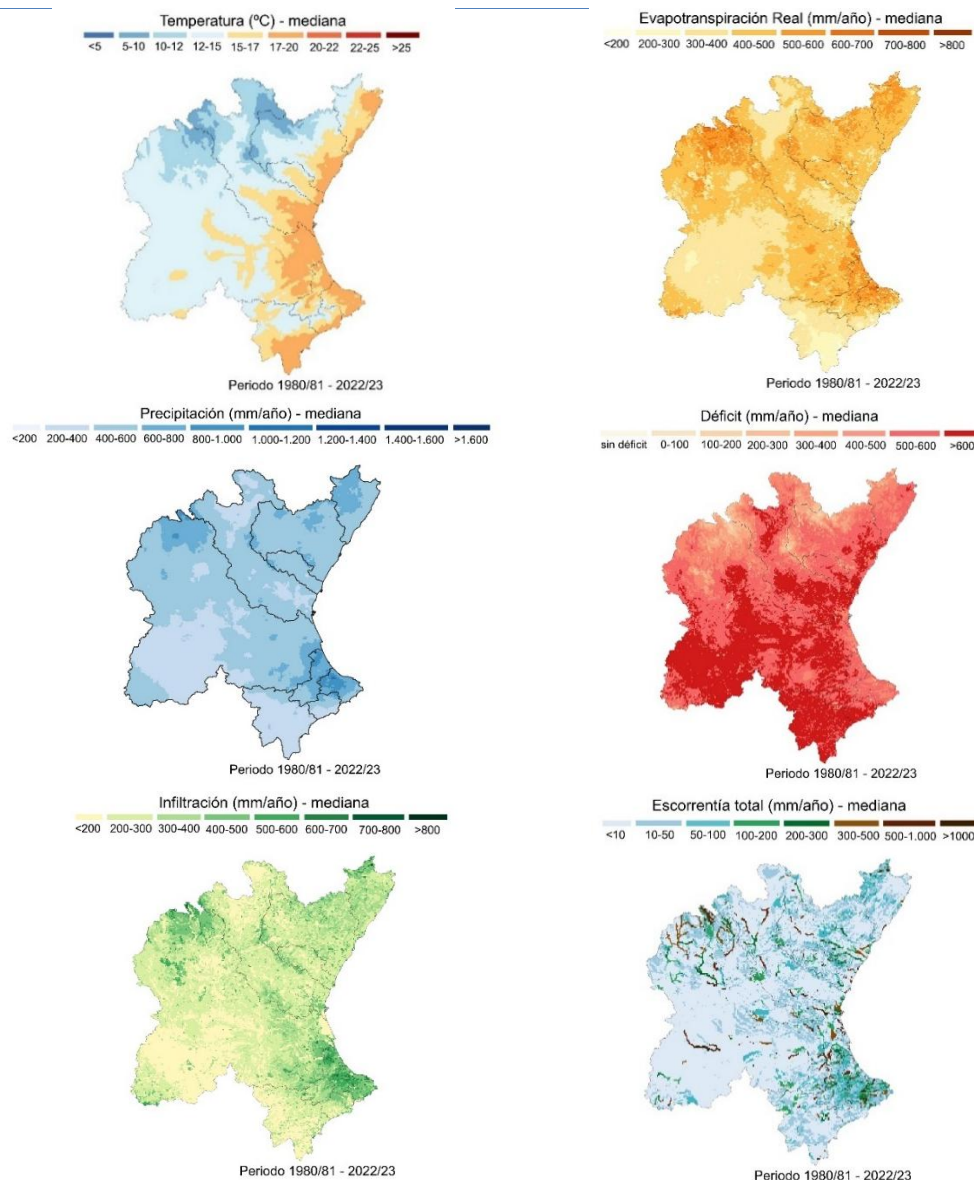 Temperatura (ºC) - mediana
<5 5-10 10-12 12-15 15-17 17-20 20-22 22-25 >25
Periodo 1980/81 - 2022/23
Evapotranspiración Real (mm/año) - mediana
<200 200-300 300-400 400-500 500-600 600-700 700-800 >800
Periodo 1980/81 - 2022/23
Precipitación (mm/año) - mediana
<200 200-400 400-600 600-800 800-1.000 1.000-1.200 1.200-1.400 1.400-1.600 >1.600
Periodo 1980/81 - 2022/23
Déficit (mm/año) - mediana
sin déficit 0-100 100-200 200-300 300-400 400-500 500-600 >600
Periodo 1980/81 - 2022/23
Infiltración (mm/año) - mediana
<200 200-300 300-400 400-500 500-600 600-700 700-800 >800
Periodo 1980/81 - 2022/23
Escorrentía total (mm/año) - mediana
<10 10-50 50-100 100-200 200-300 300-500 500-1.000 >1000
Periodo 1980/81 - 2022/23